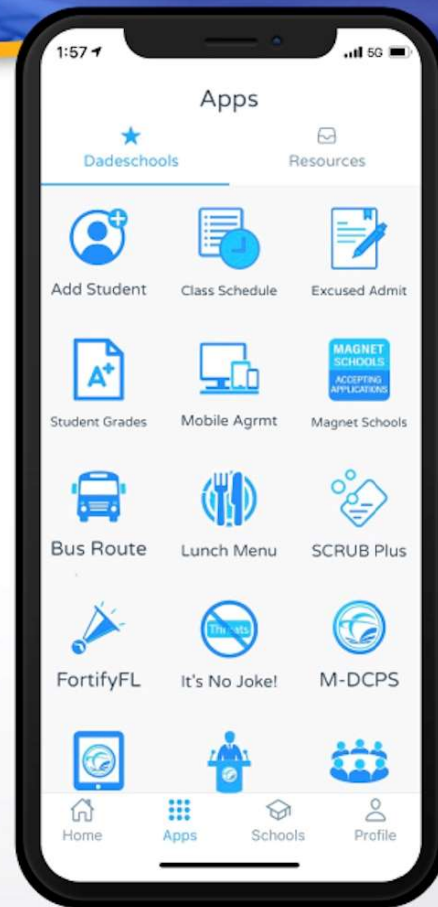 1:57
5G
Apps
Dadeschools
Resources
Add Student
Class Schedule
Excused Admit
A+
MAGNET
SCHOOLS
ACCEPTING
APPLICATIONS
Student Grades
Mobile Agrmt
Magnet Schools
Bus Route
Lunch Menu
SCRUB Plus
Threats
FortifyFL
It's No Joke!
M-DCPS
Home
Apps
Schools
Profile